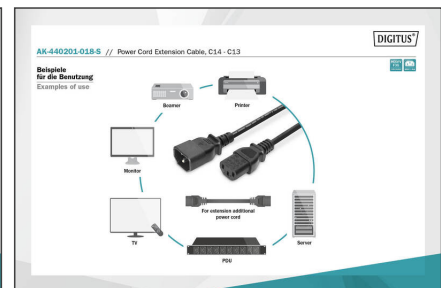 DIGITUS®
AK-440201-018-S // Power Cord Extension Cable, C14 - C13
Beispiele
für die Benutzung
Examples of use
Boomer
Printer
Monitor
For extension additional
power cord
TV
Server
PDU